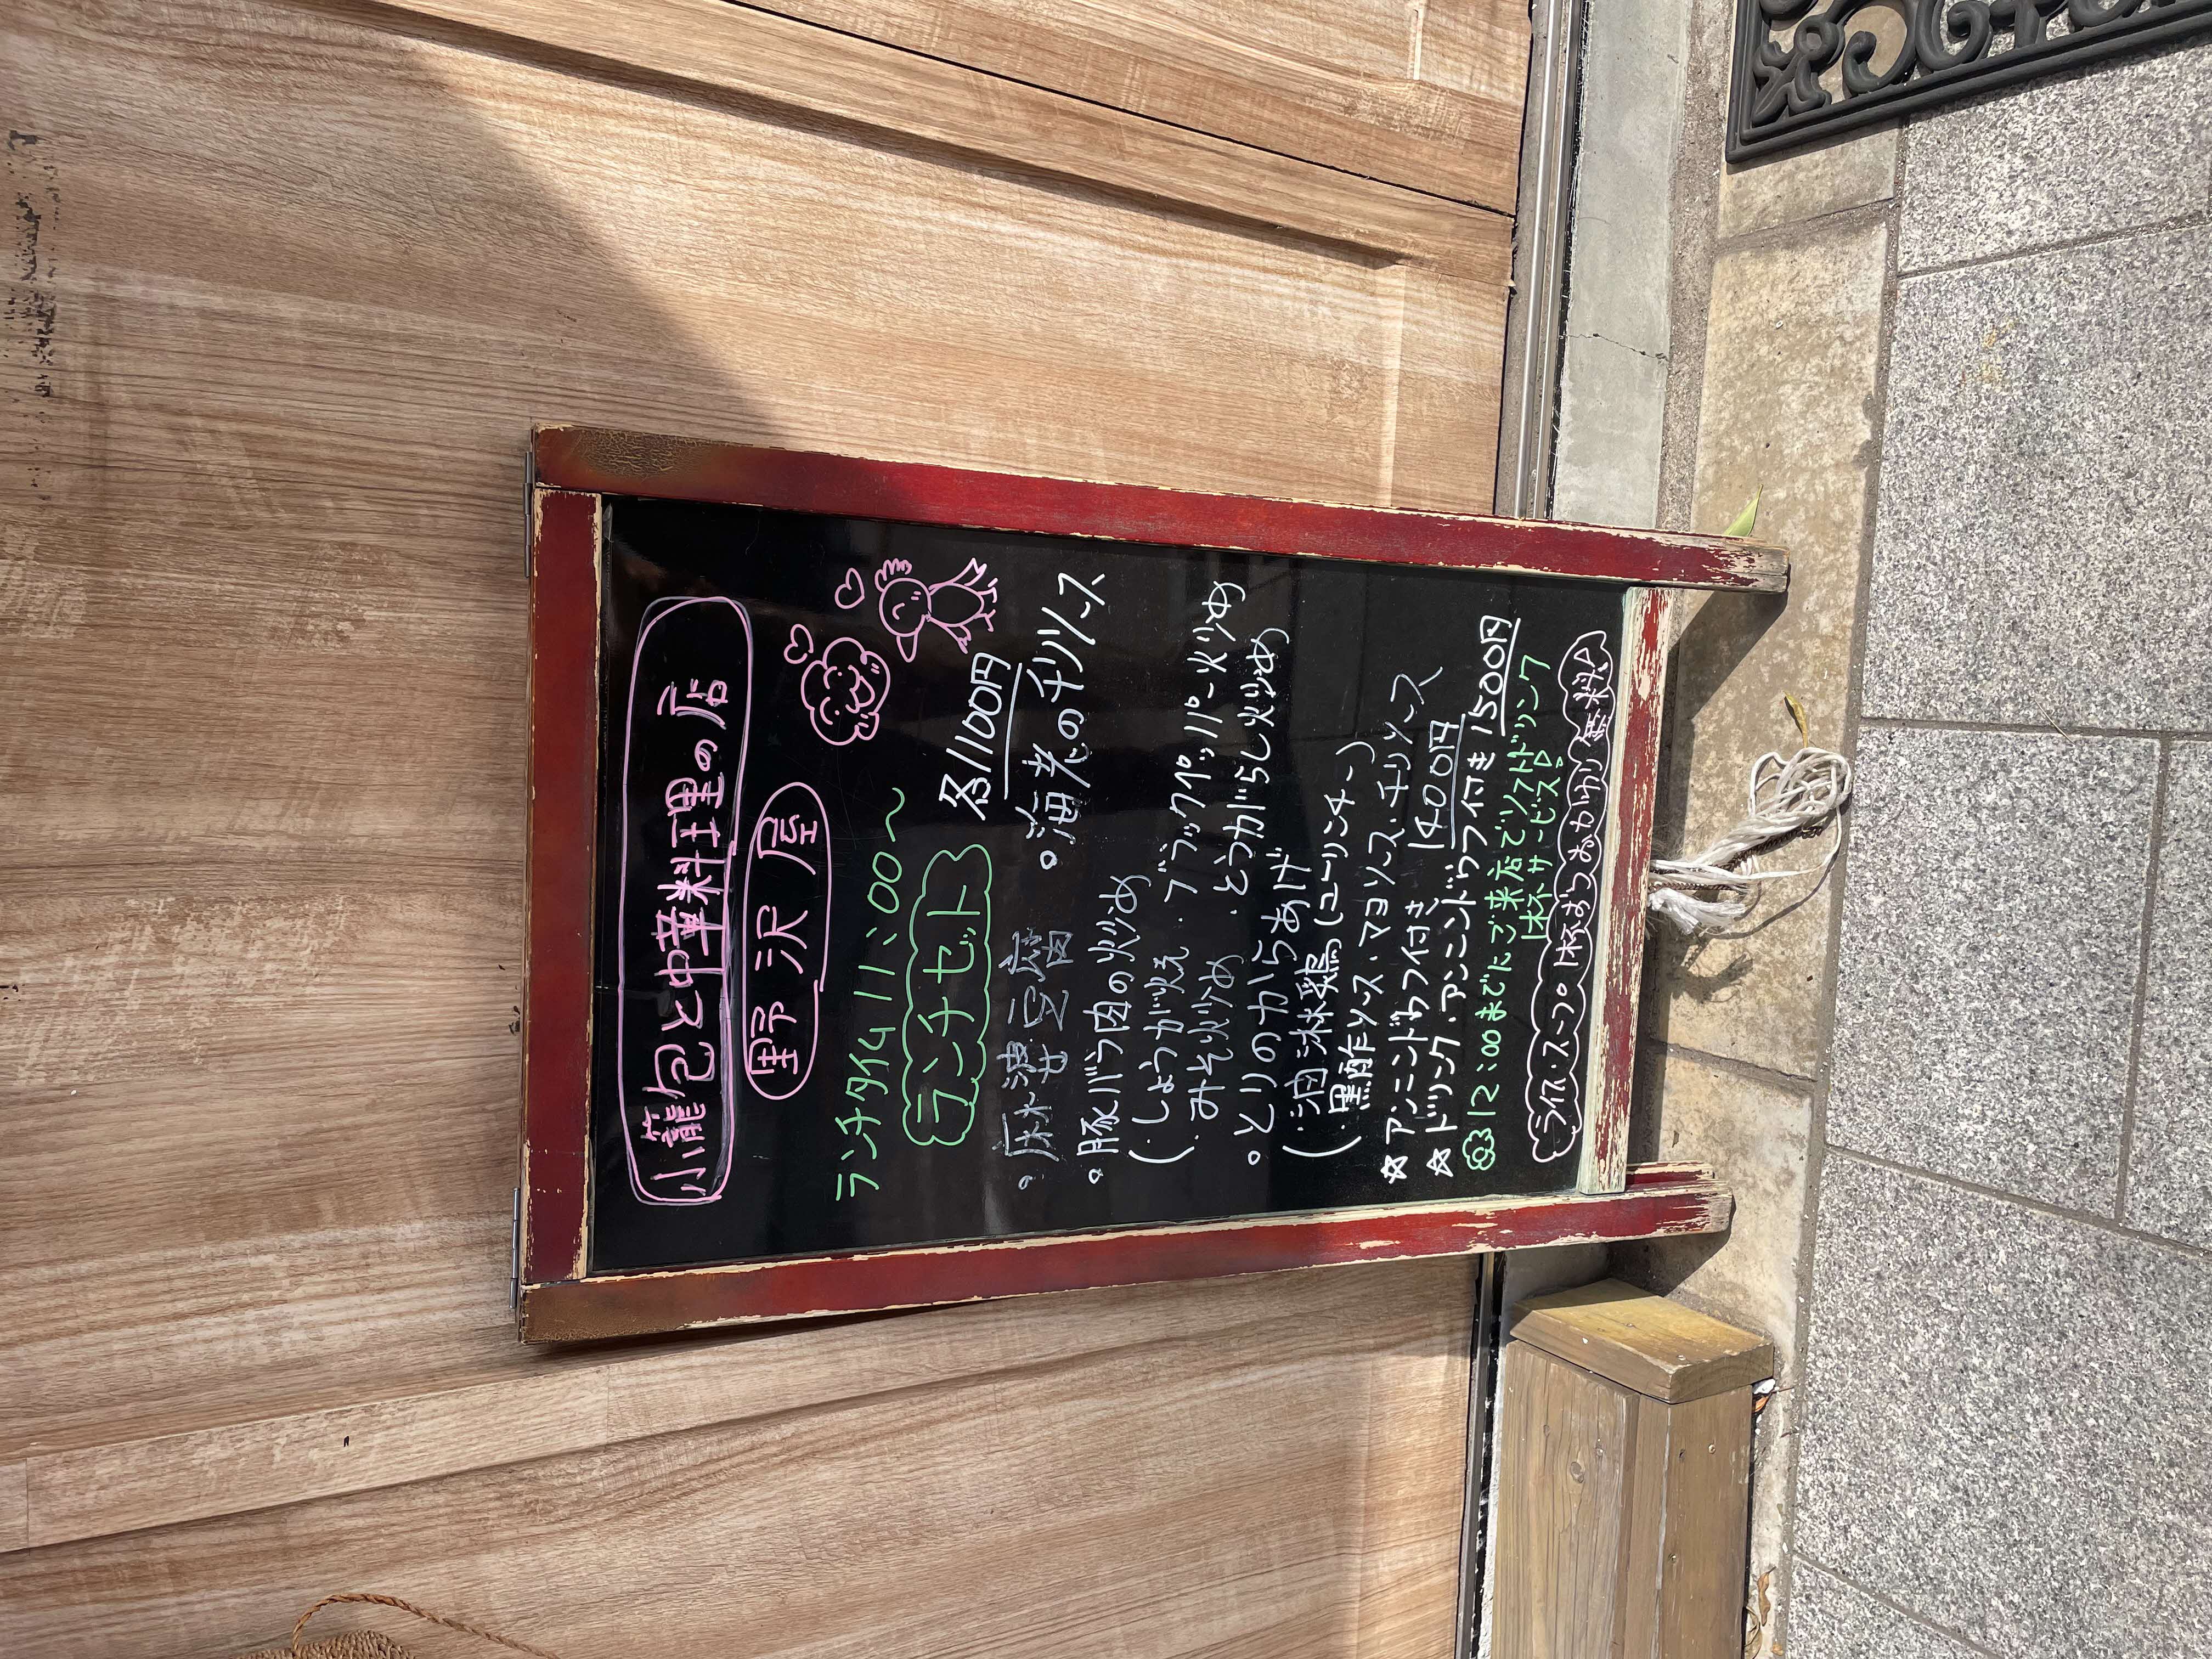 小籠包と中華料理の店
野沢屋
ランチタイム11:00〜
ランチセット
各1100円
・麻婆豆腐 ・海老のチリソース
・豚バラ肉の炒め
(・しょうが焼 ・ブラックペッパー炒め
・みそ炒め ・とうがらし炒め)
・とりのからあげ
(・油淋鶏(ユーリンチー)
(・黒酢ソース・マヨソース・チリソース
☆アンニンドウフ付き 1400円
☆ドリンク・アンニンドウフ付き1500円
12:00までにご来店でソフトドリンク
1杯サービス♪
ライス・スープ 1杯ずつおかわり無料♪